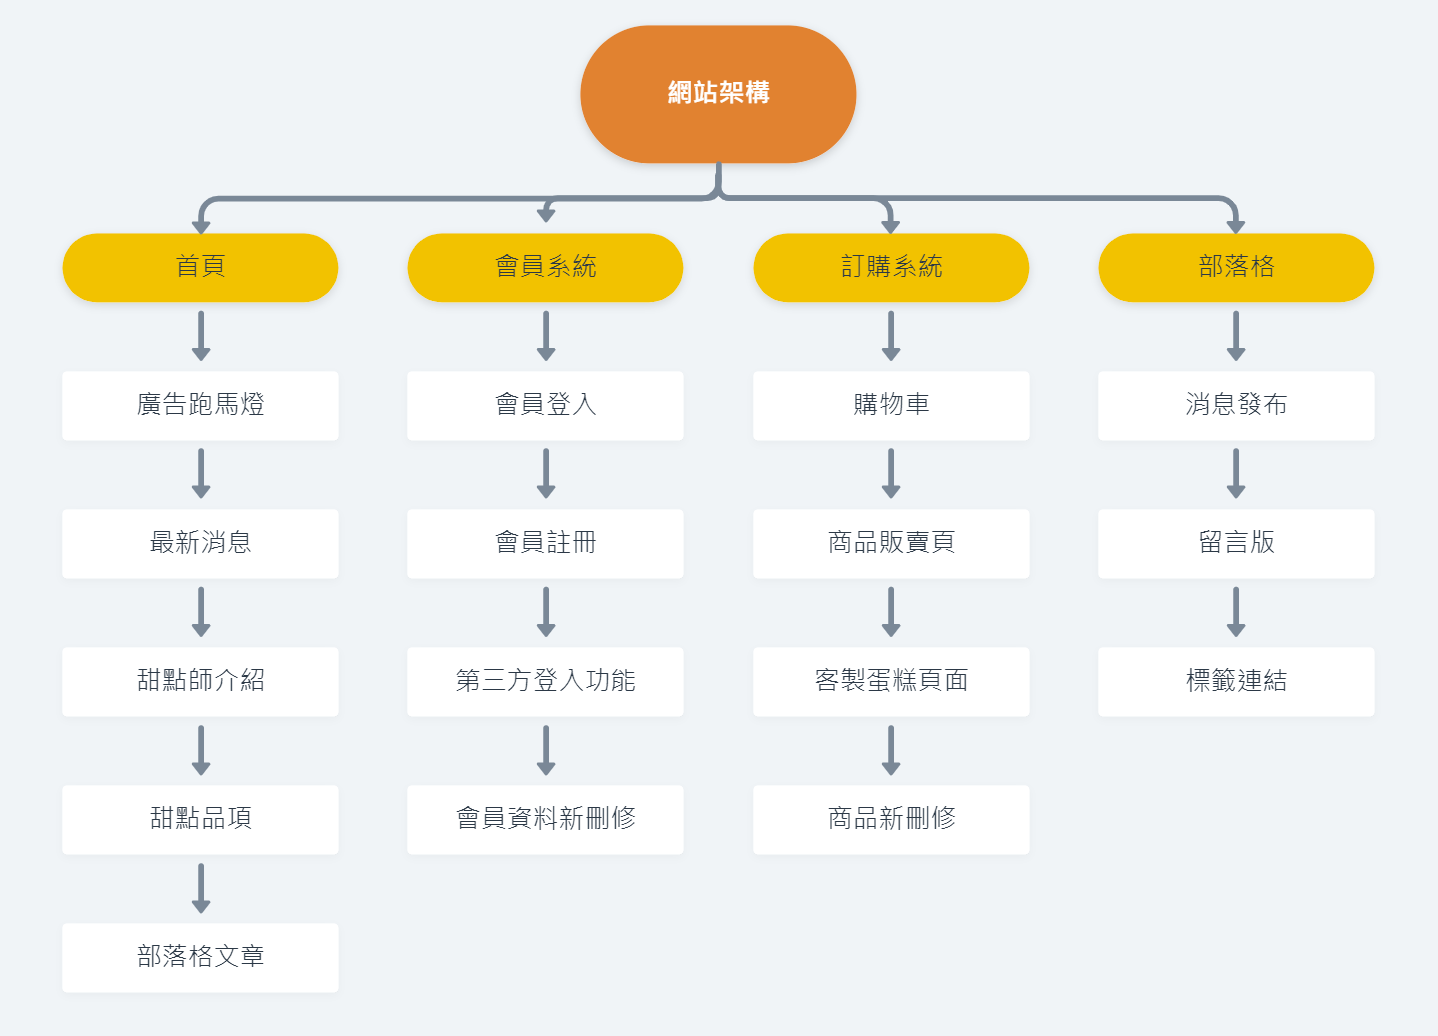 網站架構
首頁
會員系統
訂購系統
部落格
廣告跑馬燈
會員登入
購物車
消息發布
最新消息
會員註冊
商品販賣頁
留言版
甜點師介紹
第三方登入功能
客製蛋糕頁面
標籤連結
甜點品項
會員資料新刪修
商品新刪修
部落格文章